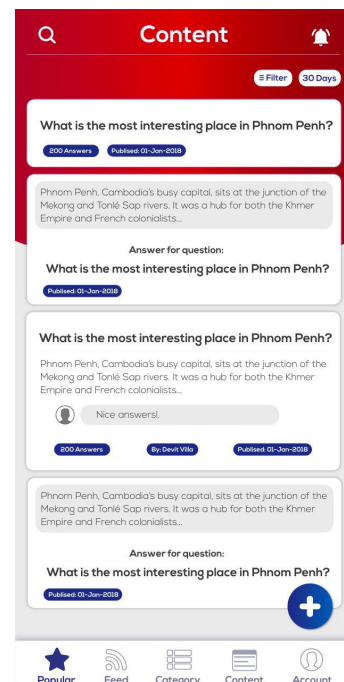 Content
Filter
30 Days
What is the most interesting place in Phnom Penh?
200 Answers
Publised: 01-Jan-2018
Phnom Penh, Cambodia's busy capital, sits at the junction of the
Mekong and Tonlé Sap rivers. It was a hub for both the Khmer
Empire and French colonialists...
Answer for question:
What is the most interesting place in Phnom Penh?
Publised: 01-Jan-2018
What is the most interesting place in Phnom Penh?
Phnom Penh, Cambodia's busy capital, sits at the junction of the
Mekong and Tonlé Sap rivers. It was a hub for both the Khmer
Empire and French colonialists...
Nice answers!.
200 Answers
By: Devit Villa
Publised: 01-Jan-2018
Phnom Penh, Cambodia's busy capital, sits at the junction of the
Mekong and Tonlé Sap rivers. It was a hub for both the Khmer
Empire and French colonialists...
Answer for question:
What is the most interesting place in Phnom Penh?
Publised: 01-Jan-2018
Popular
Feed
Category
Content
Account